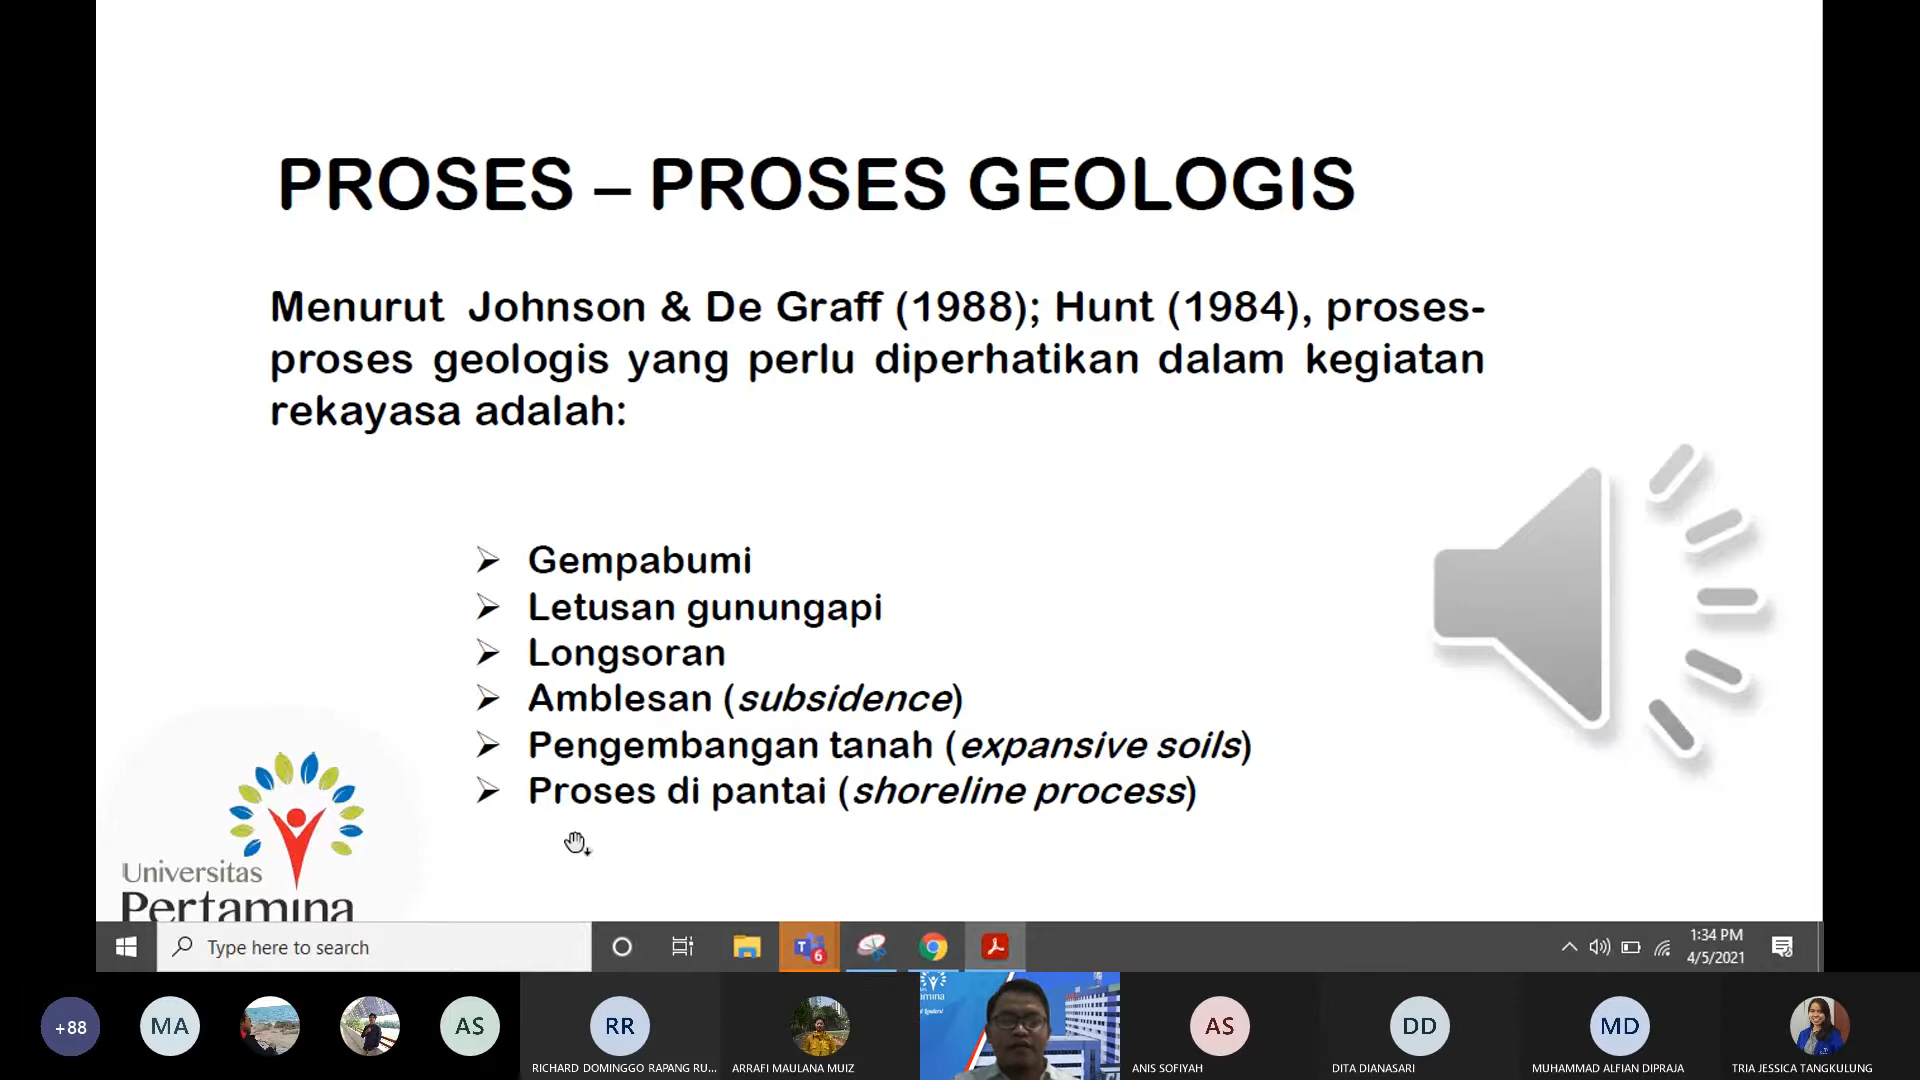 PROSES – PROSES GEOLOGIS
Menurut Johnson & De Graff (1988); Hunt (1984), proses-
proses geologis yang perlu diperhatikan dalam kegiatan
rekayasa adalah:
➢ Gempabumi
➢ Letusan gunungapi
➢ Longsoran
➢ Amblesan (subsidence)
➢ Pengembangan tanah (expansive soils)
➢ Proses di pantai (shoreline process)
Universitas
Pertamina
Type here to search
6
1:34 PM
4/5/2021
+88
MA
AS
RR
AS
DD
MD
RICHARD DOMINGGO RAPANG RU...
ARRAFI MAULANA MUIZ
ANIS SOFIYAH
DITA DIANASARI
MUHAMMAD ALFIAN DIPRAJA
TRIA JESSICA TANGKULUNG